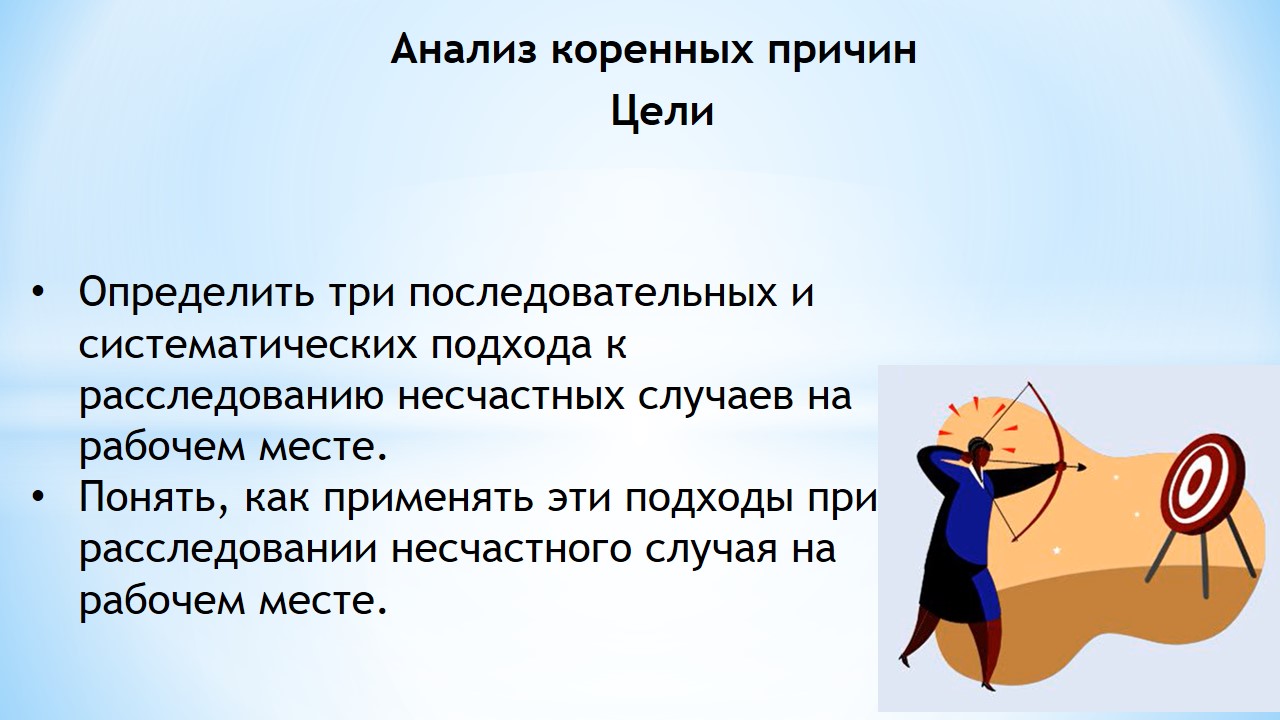 Анализ коренных причин
Цели
• Определить три последовательных и
систематических подхода к
расследованию несчастных случаев на
рабочем месте.
• Понять, как применять эти подходы при
расследовании несчастного случая на
рабочем месте.